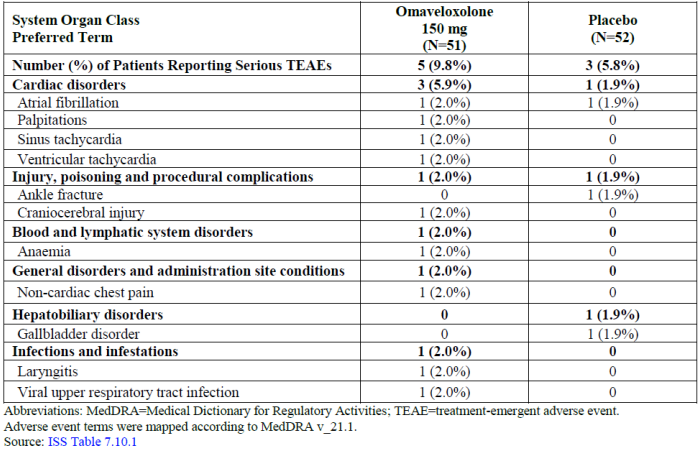 System Organ Class
Preferred Term
Omaveloxolone
150 mg
(N=51)
Placebo
(N=52)
Number (%) of Patients Reporting Serious TEAEs 5 (9.8%) 3 (5.8%)
Cardiac disorders 3 (5.9%) 1 (1.9%)
Atrial fibrillation 1 (2.0%) 1 (1.9%)
Palpitations 1 (2.0%) 0
Sinus tachycardia 1 (2.0%) 0
Ventricular tachycardia 1 (2.0%) 0
Injury, poisoning and procedural complications 1 (2.0%) 1 (1.9%)
Ankle fracture 0 1 (1.9%)
Craniocerebral injury 1 (2.0%) 0
Blood and lymphatic system disorders 1 (2.0%) 0
Anaemia 1 (2.0%) 0
General disorders and administration site conditions 1 (2.0%) 0
Non-cardiac chest pain 1 (2.0%) 0
Hepatobiliary disorders 0 1 (1.9%)
Gallbladder disorder 0 1 (1.9%)
Infections and infestations 1 (2.0%) 0
Laryngitis 1 (2.0%) 0
Viral upper respiratory tract infection 1 (2.0%) 0
Abbreviations: MedDRA=Medical Dictionary for Regulatory Activities; TEAE=treatment-emergent adverse event.
Adverse event terms were mapped according to MedDRA v_21.1.
Source: ISS Table 7.10.1